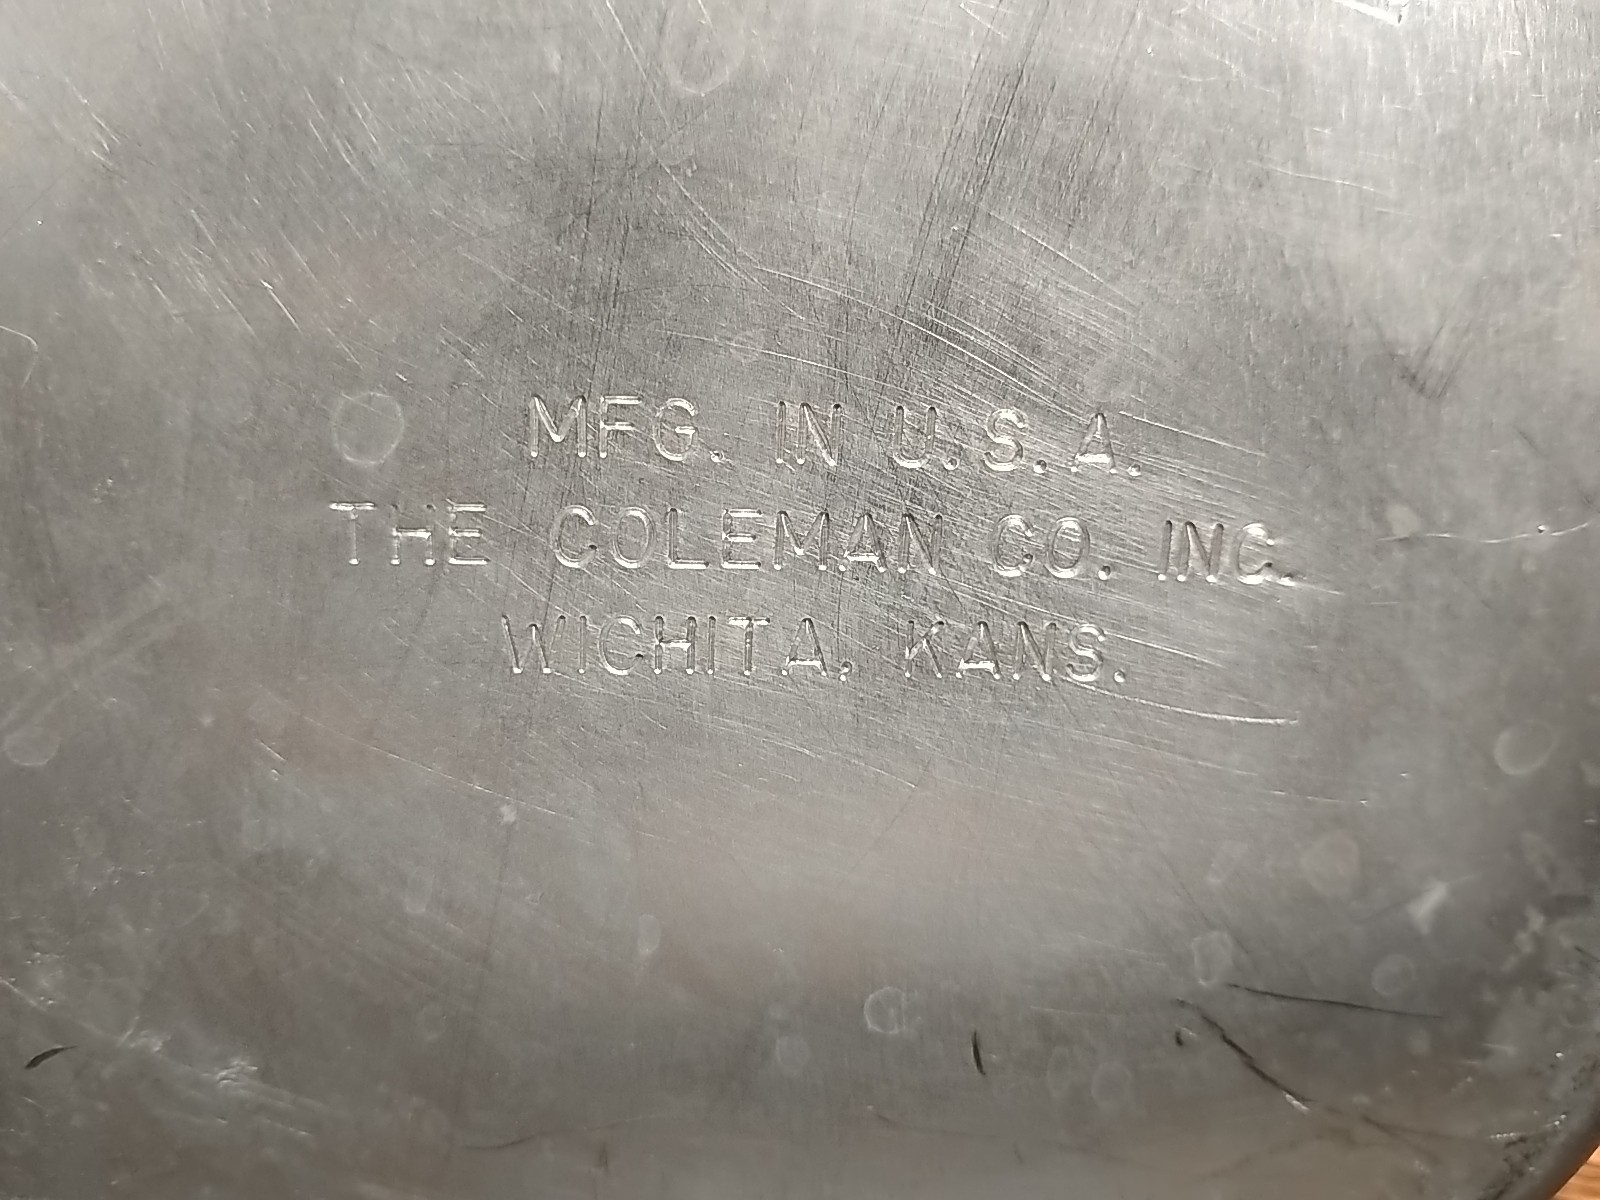 MFG. IN U.S.A.
THE COLEMAN CO. INC.
WICHITA, KANS.